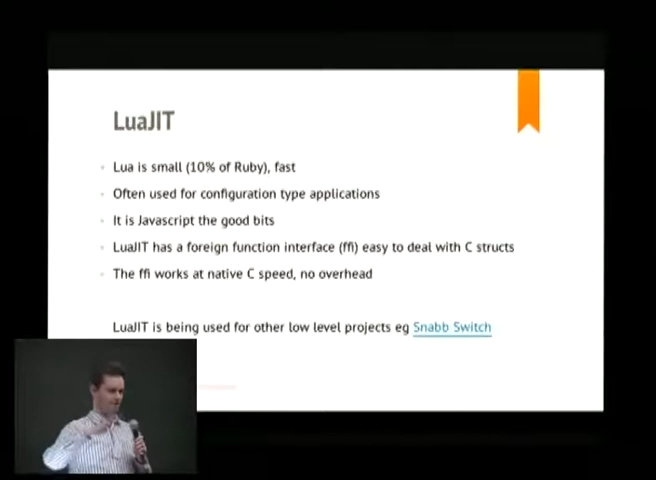 LuaJIT
Lua is small (10% of Ruby), fast
Often used for configuration type applications
It is Javascript the good bits
LuaJIT has a foreign function interface (ffi) easy to deal with C structs
The ffi works at native C speed, no overhead
LuaJIT is being used for other low level projects eg Snabb Switch